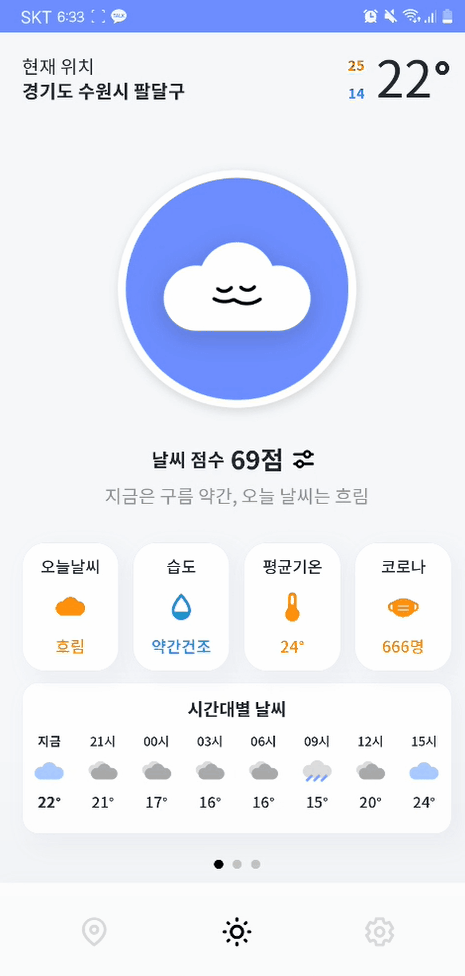 SKT 6:33 TALK
현재 위치
경기도 수원시 팔달구
25
14
22°
날씨 점수 69점
지금은 구름 약간, 오늘 날씨는 흐림
오늘날씨 습도 평균기온 코로나
흐림 약간건조 24° 666명
시간대별 날씨
지금 21시 00시 03시 06시 09시 12시 15시
22° 21° 17° 16° 16° 15° 20° 24°